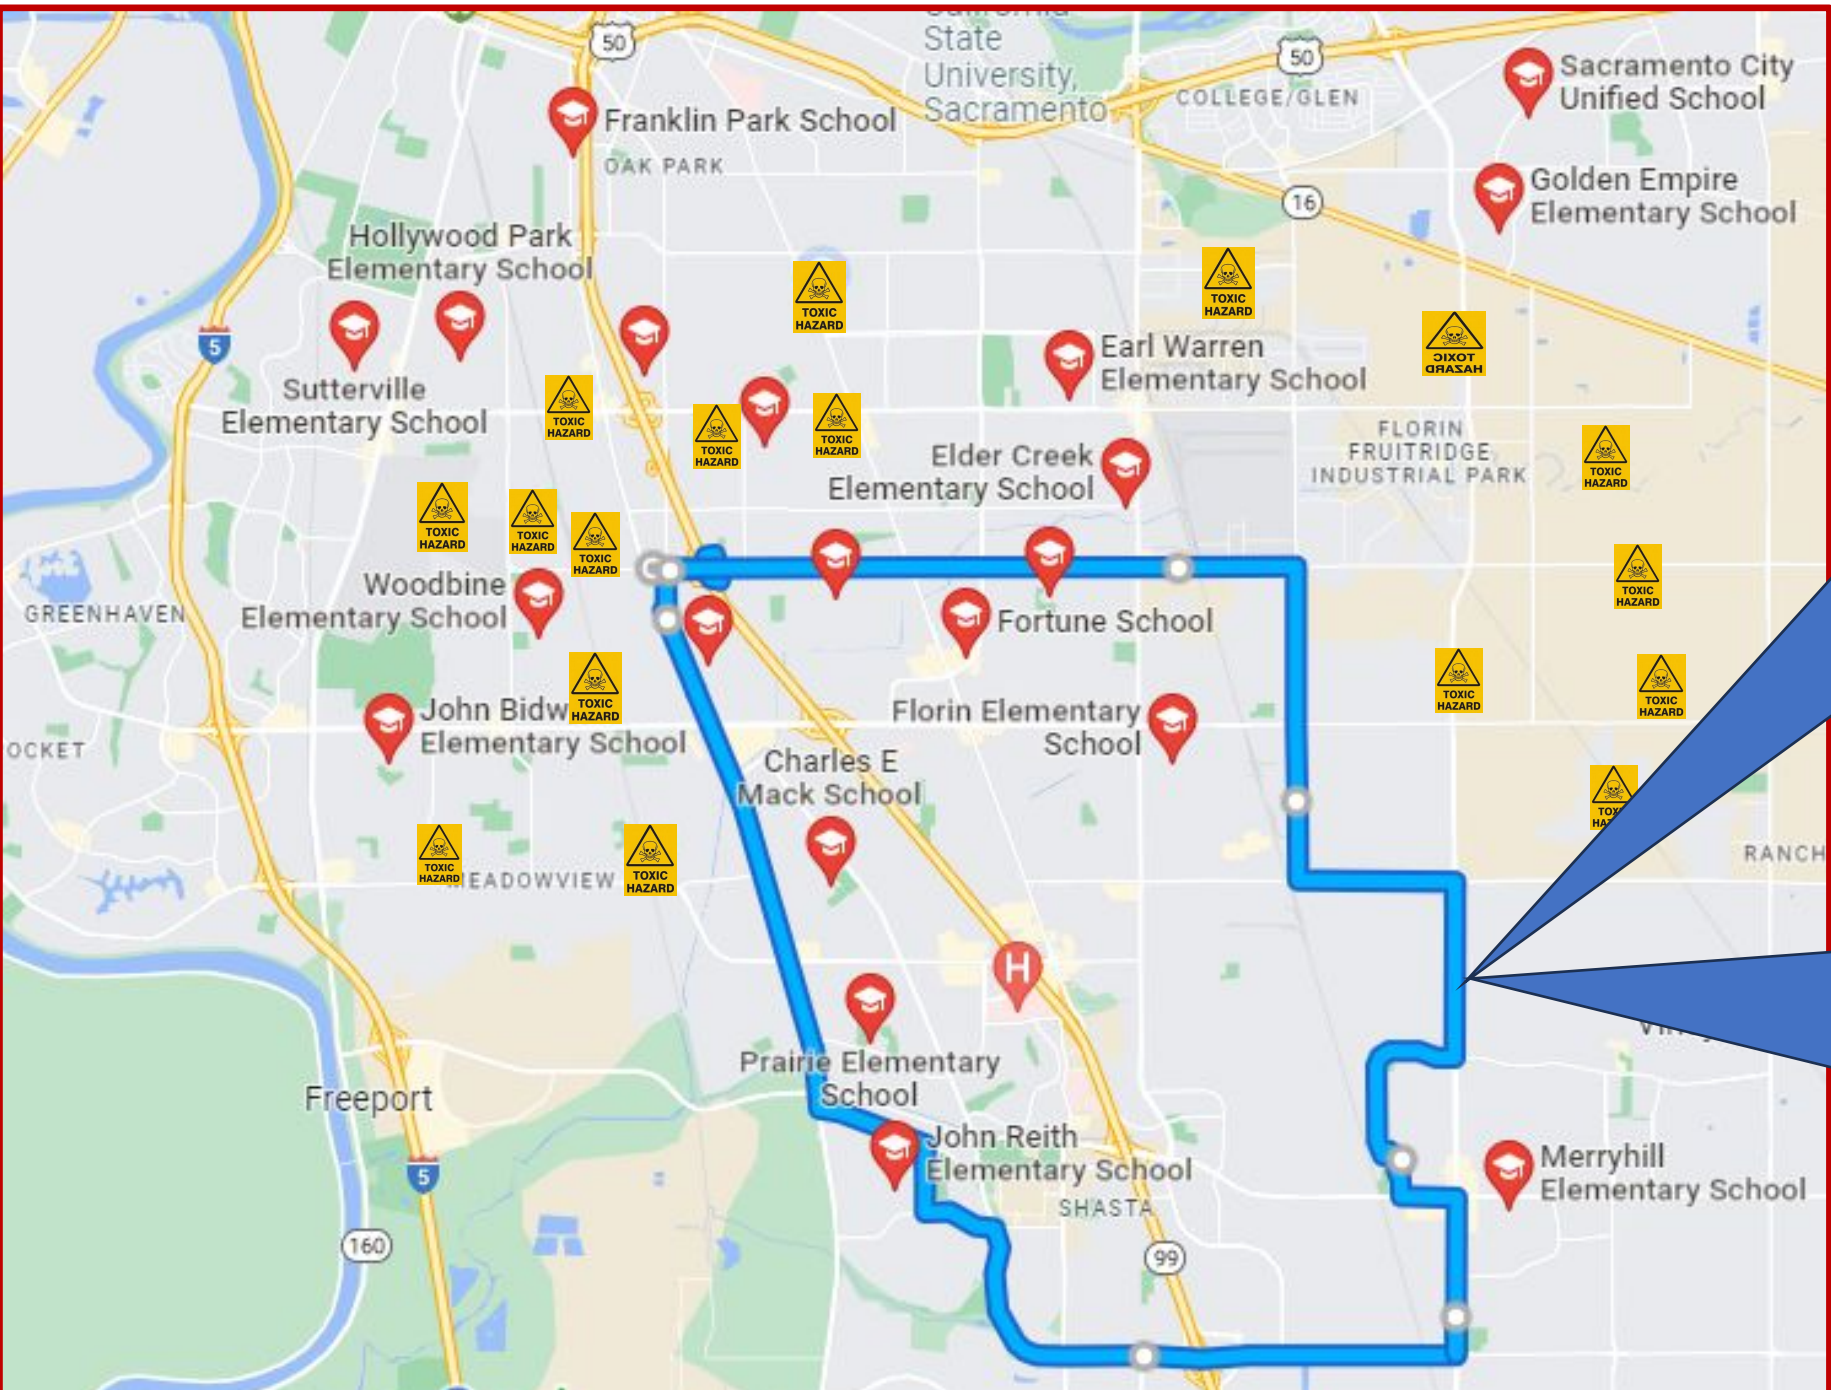 State
University,
Sacramento
50
50
COLLEGE/GLEN
Sacramento City
Unified School
Franklin Park School
OAK PARK
16
Golden Empire
Elementary School
Hollywood Park
Elementary School
TOXIC
HAZARD
TOXIC
HAZARD
TOXIC
HAZARD
5
Earl Warren
Elementary School
Sutterville
Elementary School
TOXIC
HAZARD
TOXIC
HAZARD
TOXIC
HAZARD
FLORIN
FRUITRIDGE
INDUSTRIAL PARK
TOXIC
HAZARD
Elder Creek
Elementary School
TOXIC
HAZARD
TOXIC
HAZARD
TOXIC
HAZARD
TOXIC
HAZARD
Woodbine
Elementary School
GREENHAVEN
Fortune School
TOXIC
HAZARD
TOXIC
HAZARD
TOXIC
HAZARD
John Bidw
Elementary School
Florin Elementary
School
OCKET
Charles E
Mack School
TOX
HAZ
TOXIC
HAZARD
MEADOWVIEW
TOXIC
HAZARD
RANCH
H
Prairie Elementary
School
Freeport
John Reith
Elementary School
5
Merryhill
Elementary School
SHASTA
160
99